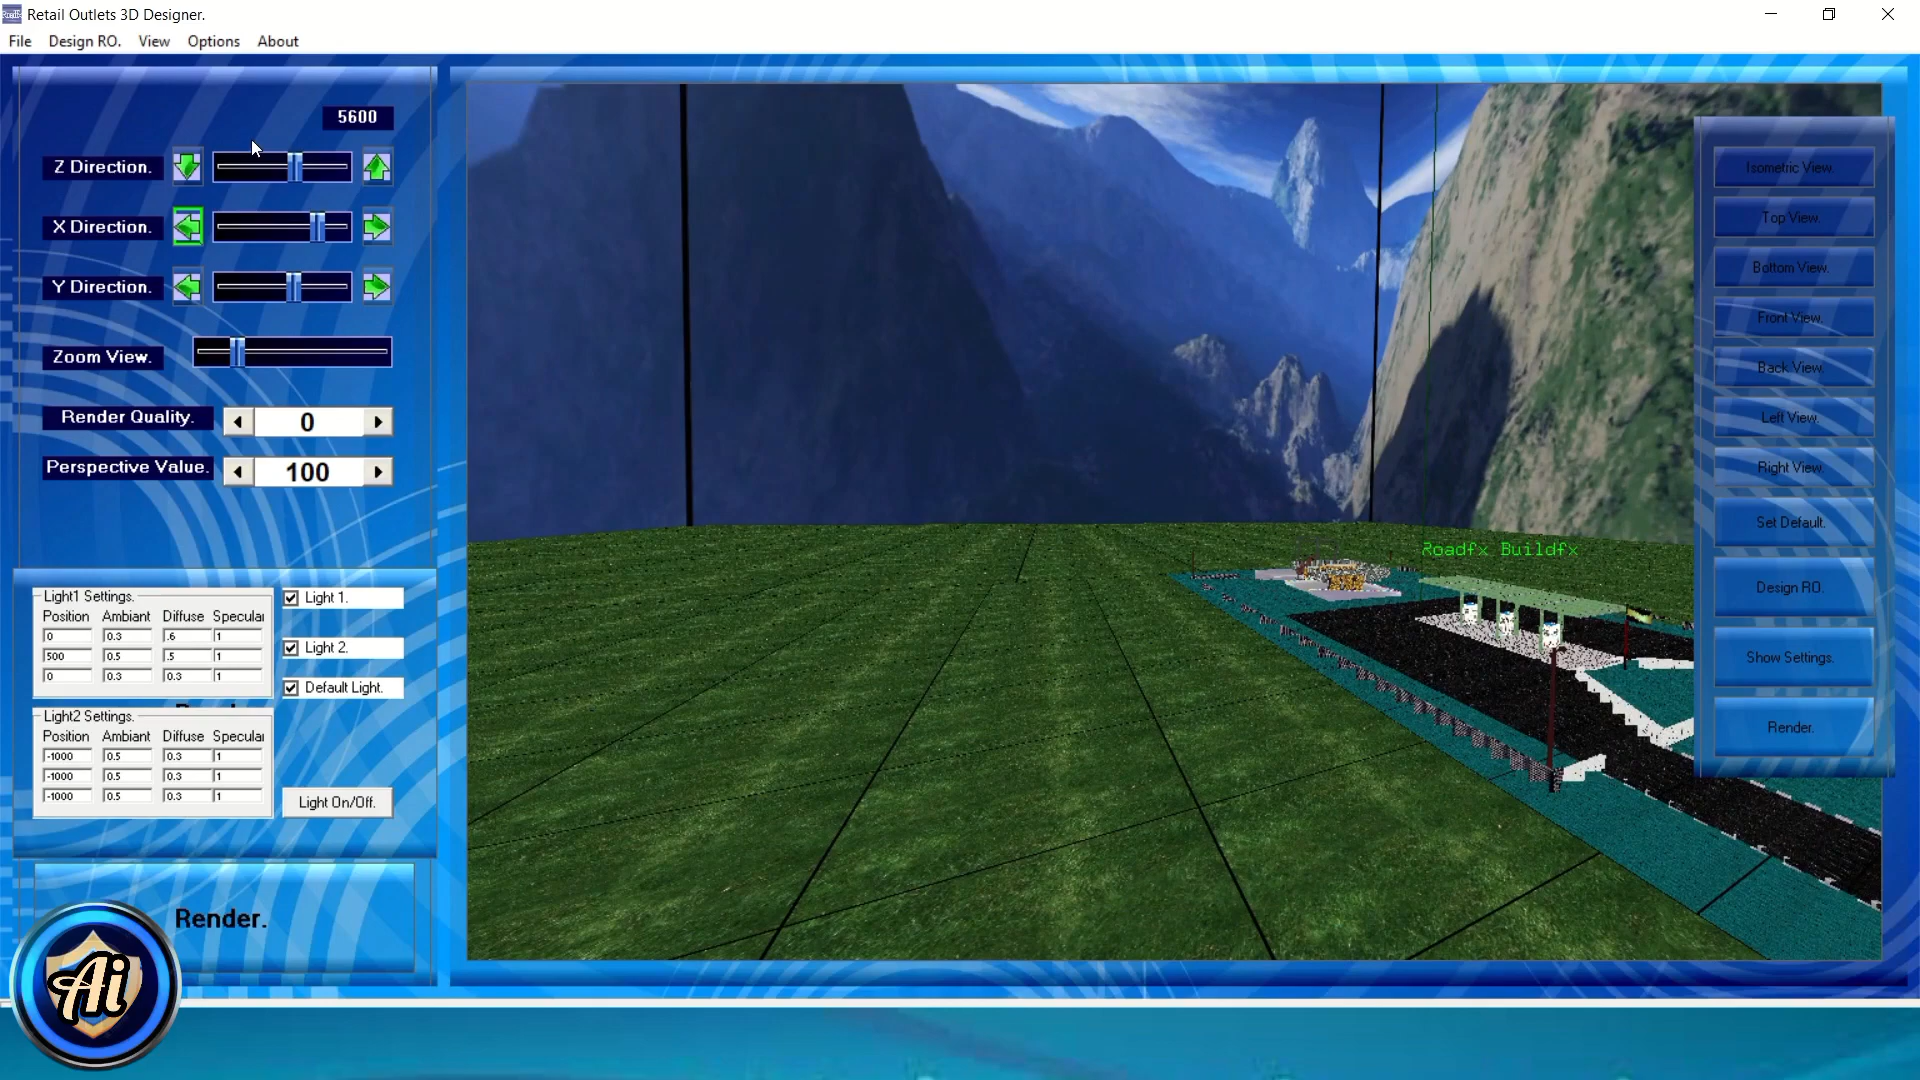 Retail Outlets 3D Designer.
File Design RO. View Options About
5600
Z Direction.
X Direction.
Y Direction.
Zoom View.
Render Quality. 0
Perspective Value. 100
Light1 Settings.
Position Ambiant Diffuse Specular
0 0.3 .6 1
500 0.5 .5 1
0 0.3 0.3 1
Light 1.
Light 2.
Default Light.
Light2 Settings.
Position Ambiant Diffuse Specular
-1000 0.5 0.3 1
-1000 0.5 0.3 1
-1000 0.5 0.3 1
Light On/Off.
Render.
Ai
Roadfx Buildfx
Isometric View.
Top View.
Bottom View.
Front View.
Back View.
Left View.
Right View.
Set Default.
Design RO.
Show Settings.
Render.